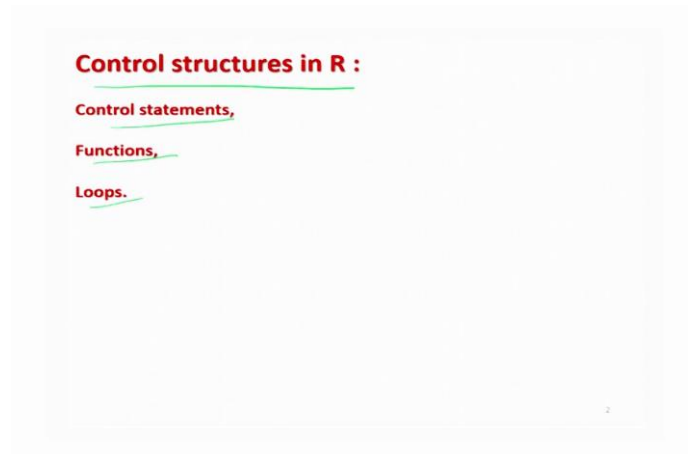 Control structures in R :
Control statements,
Functions,
Loops.
2